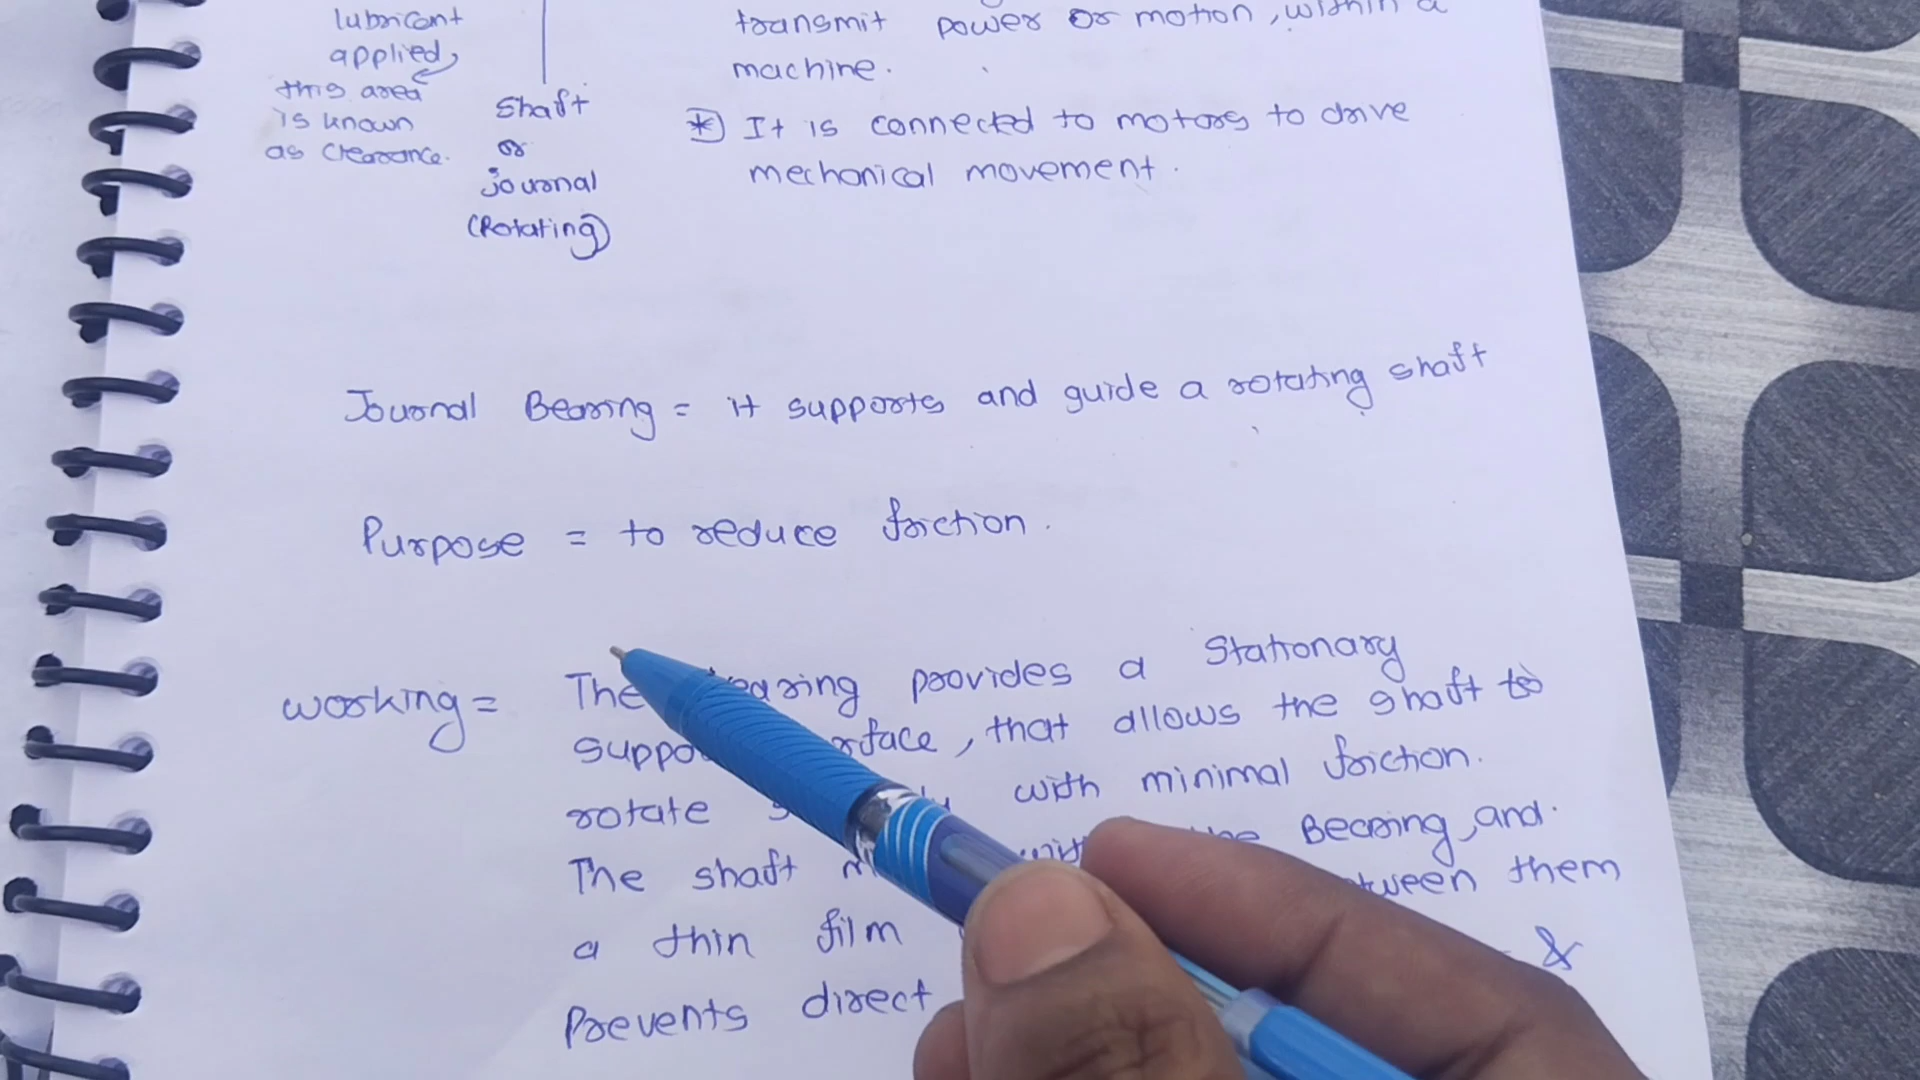 lubricant
applied,
this area
is known
as clearance.
Shaft
or
journal
(Rotating)
transmit power or motion, within a
machine.
* It is connected to motors to drive
mechanical movement.
Journal Bearing = it supports and guide a rotating shaft
Purpose = to reduce friction.
working = The provides a Stationary
that allows the shaft to
rotate with minimal friction.
The shaft the Bearing, and
them
a thin film &
Prevents direct